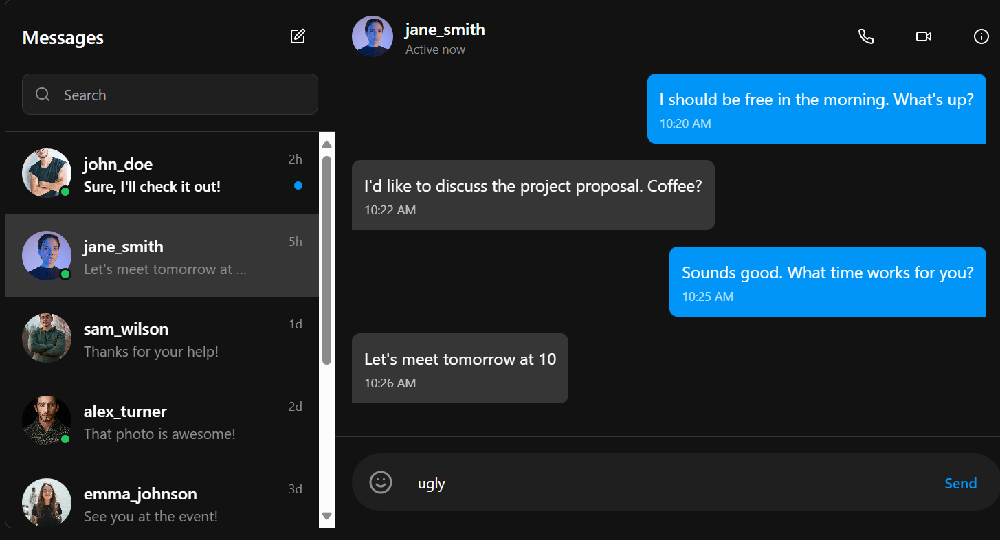 Messages
Search
john_doe
2h
Sure, I'll check it out!
jane_smith
5h
Let's meet tomorrow at ...
sam_wilson
1d
Thanks for your help!
alex_turner
2d
That photo is awesome!
emma_johnson
3d
See you at the event!
jane_smith
Active now
I should be free in the morning. What's up?
10:20 AM
I'd like to discuss the project proposal. Coffee?
10:22 AM
Sounds good. What time works for you?
10:25 AM
Let's meet tomorrow at 10
10:26 AM
ugly
Send